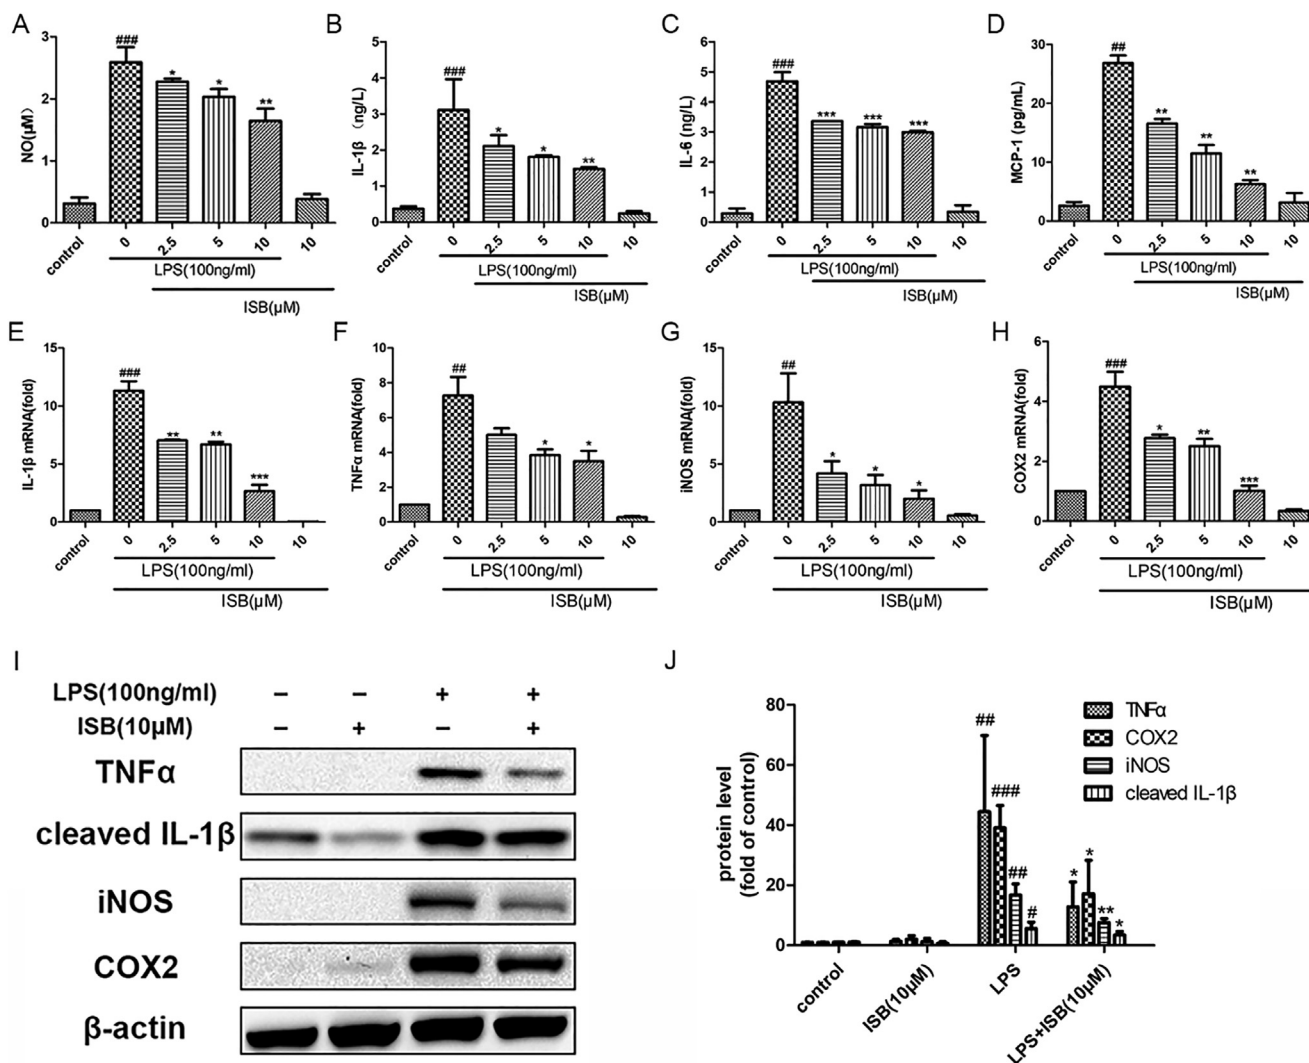 A
NO(μM)
3
2
1
0
###
*
*
**
control
0
2.5
5
10
10
LPS(100ng/ml)
ISB(μM)
B
IL-1β (ng/L)
5
4
3
2
1
0
###
*
*
**
control
0
2.5
5
10
10
LPS(100ng/ml)
ISB(μM)
C
IL-6 (ng/L)
6
5
4
3
2
1
0
###
***
***
***
control
0
2.5
5
10
10
LPS(100ng/ml)
ISB(μM)
D
MCP-1 (pg/mL)
30
20
10
0
##
**
**
**
control
0
2.5
5
10
10
LPS(100ng/ml)
ISB(μM)
E
IL-1β mRNA(fold)
15
10
5
0
###
**
**
***
control
0
2.5
5
10
10
LPS(100ng/ml)
ISB(μM)
F
TNFα mRNA(fold)
10
8
6
4
2
0
##
*
*
control
0
2.5
5
10
10
LPS(100ng/ml)
ISB(μM)
G
iNOS mRNA(fold)
15
10
5
0
##
*
*
*
control
0
2.5
5
10
10
LPS(100ng/ml)
ISB(μM)
H
COX2 mRNA(fold)
6
4
2
0
###
*
**
***
control
0
2.5
5
10
10
LPS(100ng/ml)
ISB(μM)
I
LPS(100ng/ml) – – + +
ISB(10μM) – + – +
TNFα
cleaved IL-1β
iNOS
COX2
β-actin
J
protein level
(fold of control)
80
60
40
20
0
##
###
##
#
*
*
**
*
TNFα
COX2
iNOS
cleaved IL-1β
control
ISB(10μM)
LPS
LPS+ISB(10μM)